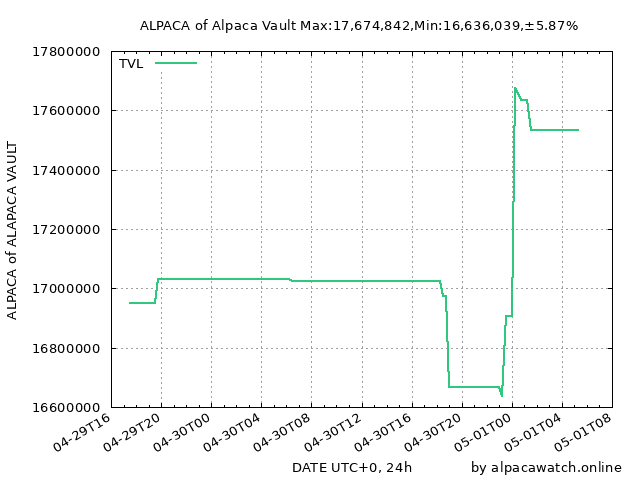 ALPACA of Alpaca Vault Max:17,674,842,Min:16,636,039,±5.87%
TVL
17800000
17600000
17400000
17200000
17000000
16800000
16600000
ALPACA of ALAPACA VAULT
04-29T16
04-29T20
04-30T00
04-30T04
04-30T08
04-30T12
04-30T16
04-30T20
05-01T00
05-01T04
05-01T08
DATE UTC+0, 24h
by alpacawatch.online